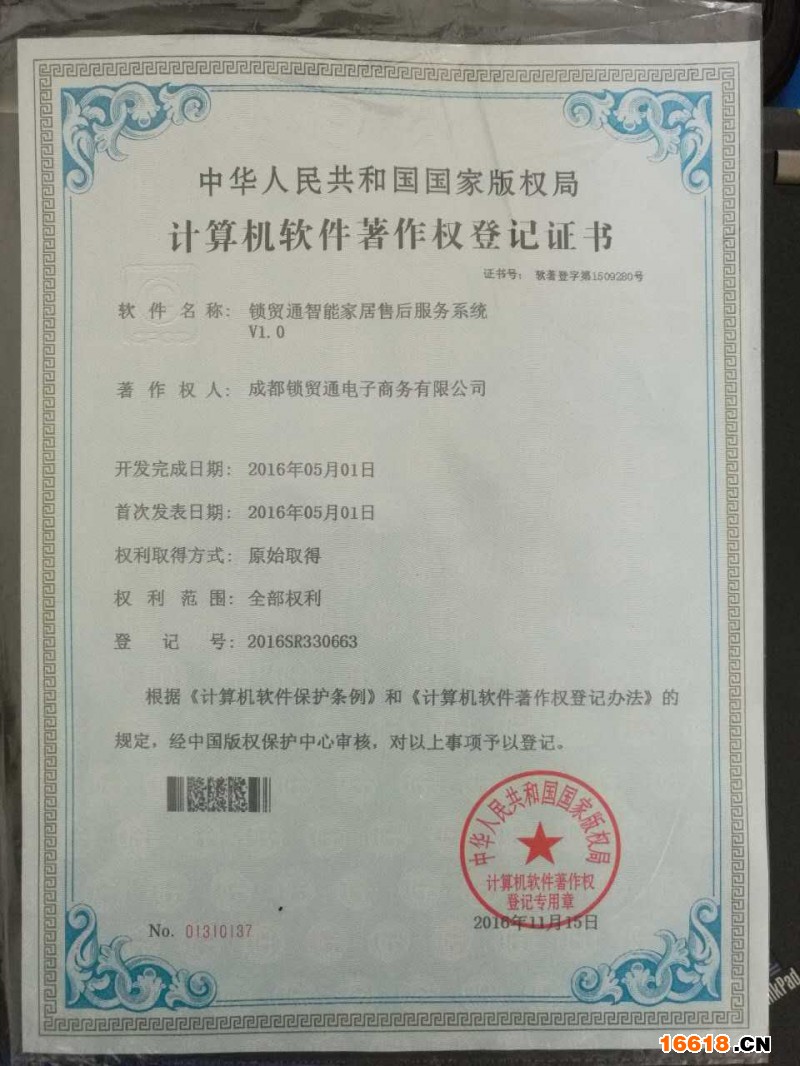 中华人民共和国国家版权局
计算机软件著作权登记证书
证书号： 软著登字第1509280号
软件名称： 锁贸通智能家居售后服务系统
V1.0
著作权人： 成都锁贸通电子商务有限公司
开发完成日期： 2016年05月01日
首次发表日期： 2016年05月01日
权利取得方式： 原始取得
权利范围： 全部权利
登记号： 2016SR330663
根据《计算机软件保护条例》和《计算机软件著作权登记办法》的
规定，经中国版权保护中心审核，对以上事项予以登记。
中华人民共和国国家版权局
计算机软件著作权
登记专用章
2016年11月15日
No. 01310137
nkPad
16618.CN